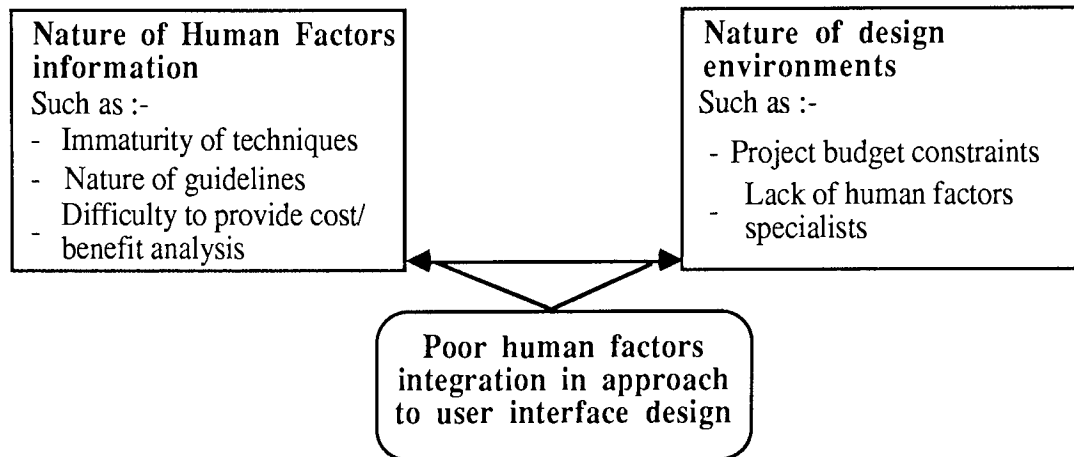 Nature of Human Factors
information
Such as :-
- Immaturity of techniques
- Nature of guidelines
- Difficulty to provide cost/
benefit analysis
Nature of design
environments
Such as :-
- Project budget constraints
- Lack of human factors
specialists
Poor human factors
integration in approach
to user interface design